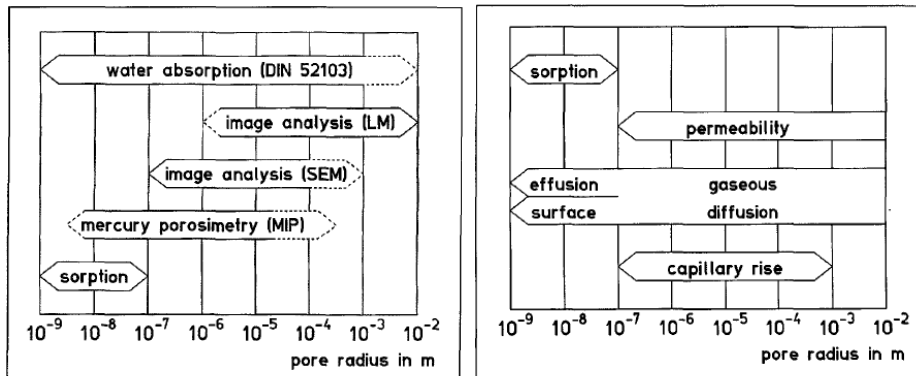 water absorption (DIN 52103)
image analysis (LM)
image analysis (SEM)
mercury porosimetry (MIP)
sorption
10⁻⁹ 10⁻⁸ 10⁻⁷ 10⁻⁶ 10⁻⁵ 10⁻⁴ 10⁻³ 10⁻²
pore radius in m
sorption
permeability
effusion gaseous
surface diffusion
capillary rise
10⁻⁹ 10⁻⁸ 10⁻⁷ 10⁻⁶ 10⁻⁵ 10⁻⁴ 10⁻³ 10⁻²
pore radius in m